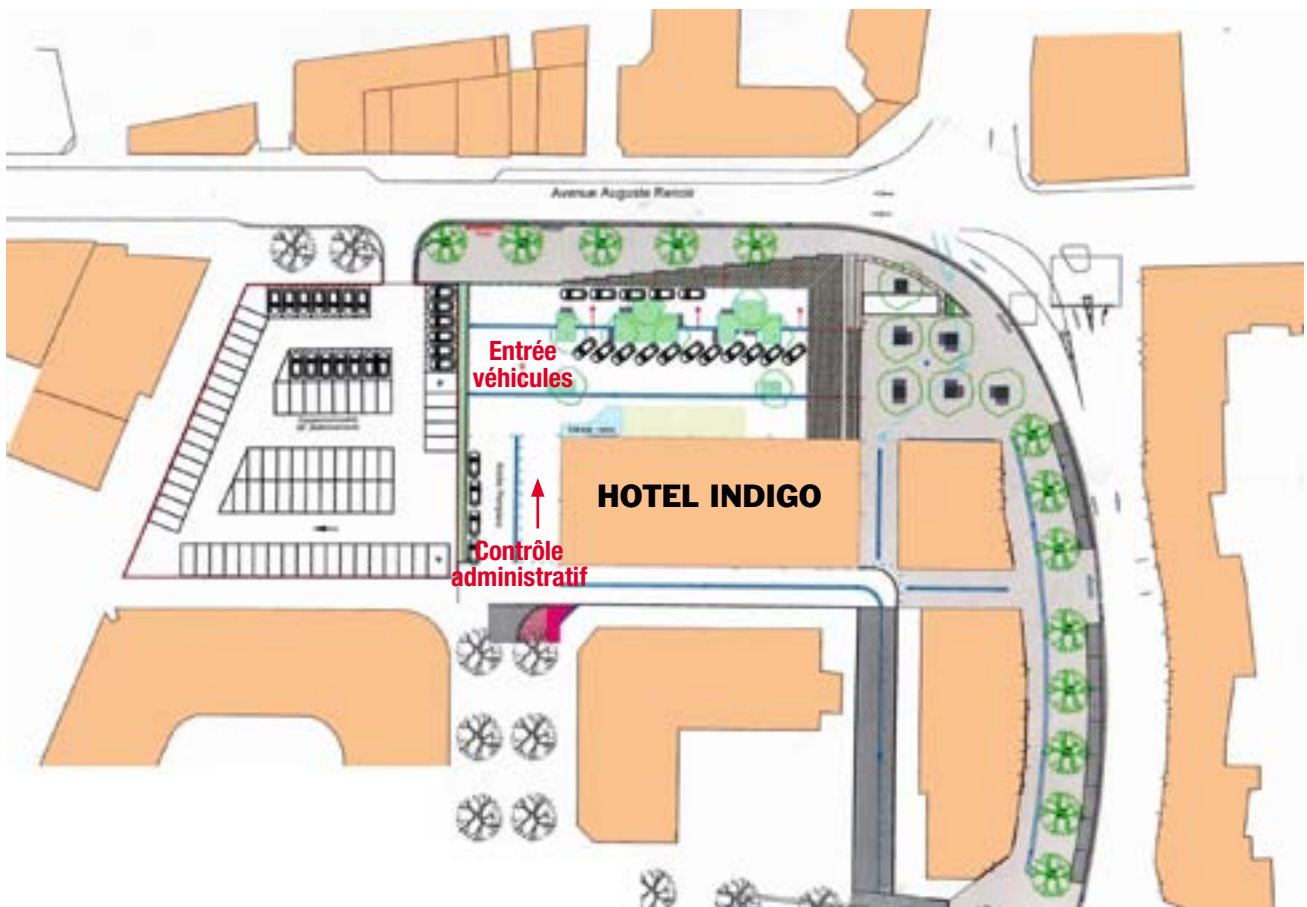 Avenue Auguste Renoir
Entrée
véhicules
HOTEL INDIGO
Contrôle
administratif